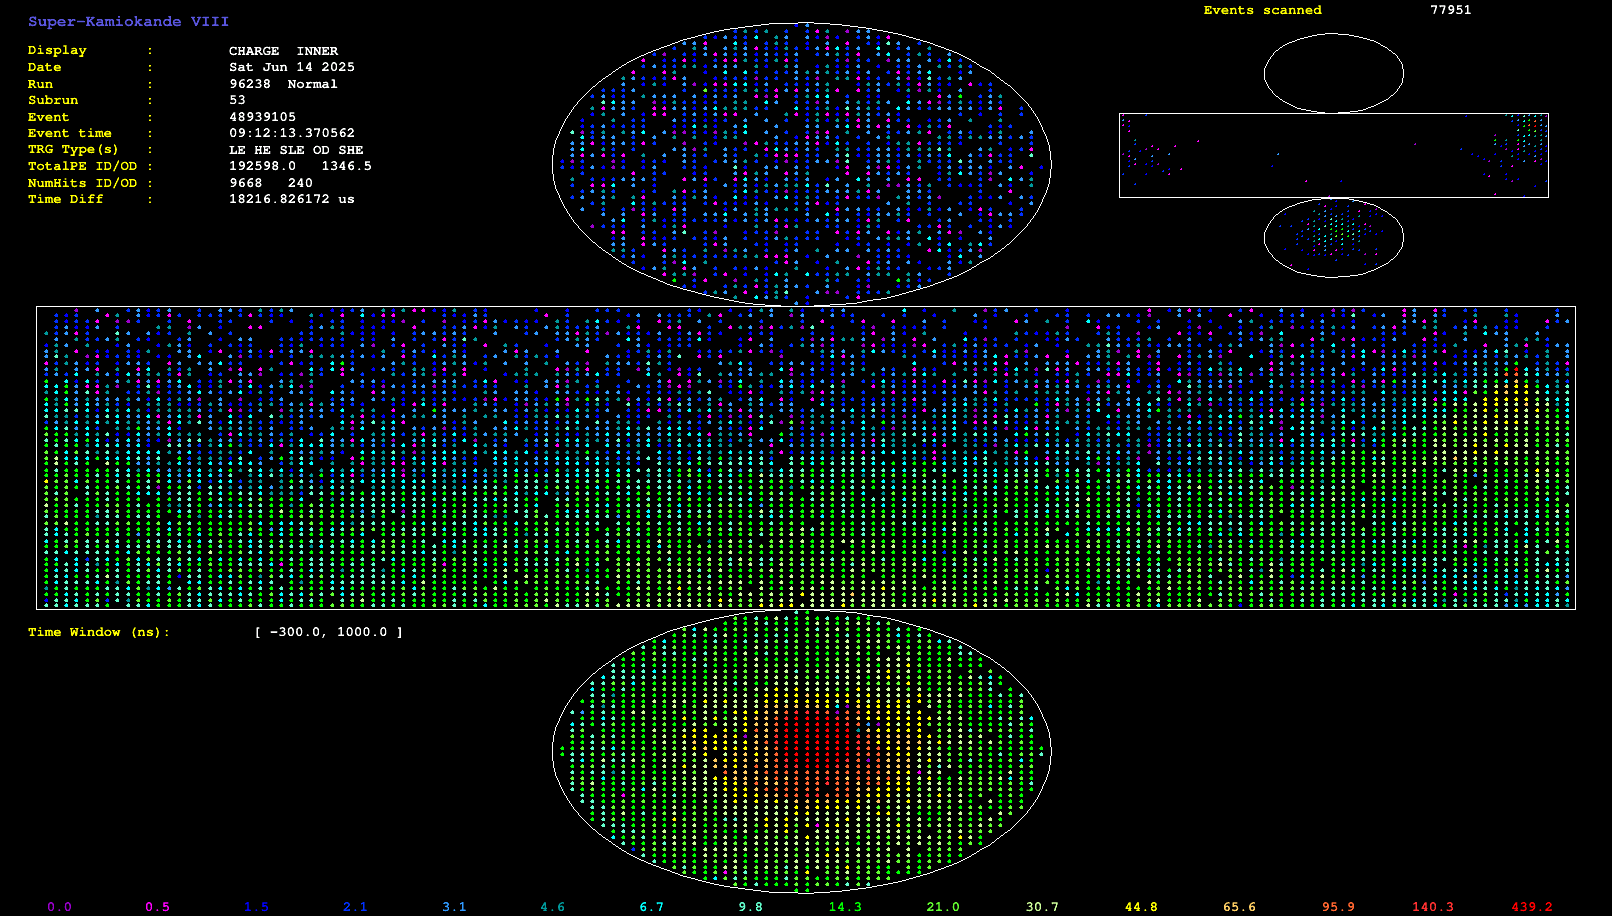 Super-Kamiokande VIII
Events scanned 77951
Display : CHARGE INNER
Date : Sat Jun 14 2025
Run : 96238 Normal
Subrun : 53
Event : 48939105
Event time : 09:12:13.370562
TRG Type(s) : LE HE SLE OD SHE
TotalPE ID/OD : 192598.0 1346.5
NumHits ID/OD : 9668 240
Time Diff : 18216.826172 us
Time Window (ns): [ -300.0, 1000.0 ]
0.0 0.5 1.5 2.1 3.1 4.6 6.7 9.8 14.3 21.0 30.7 44.8 65.6 95.9 140.3 439.2